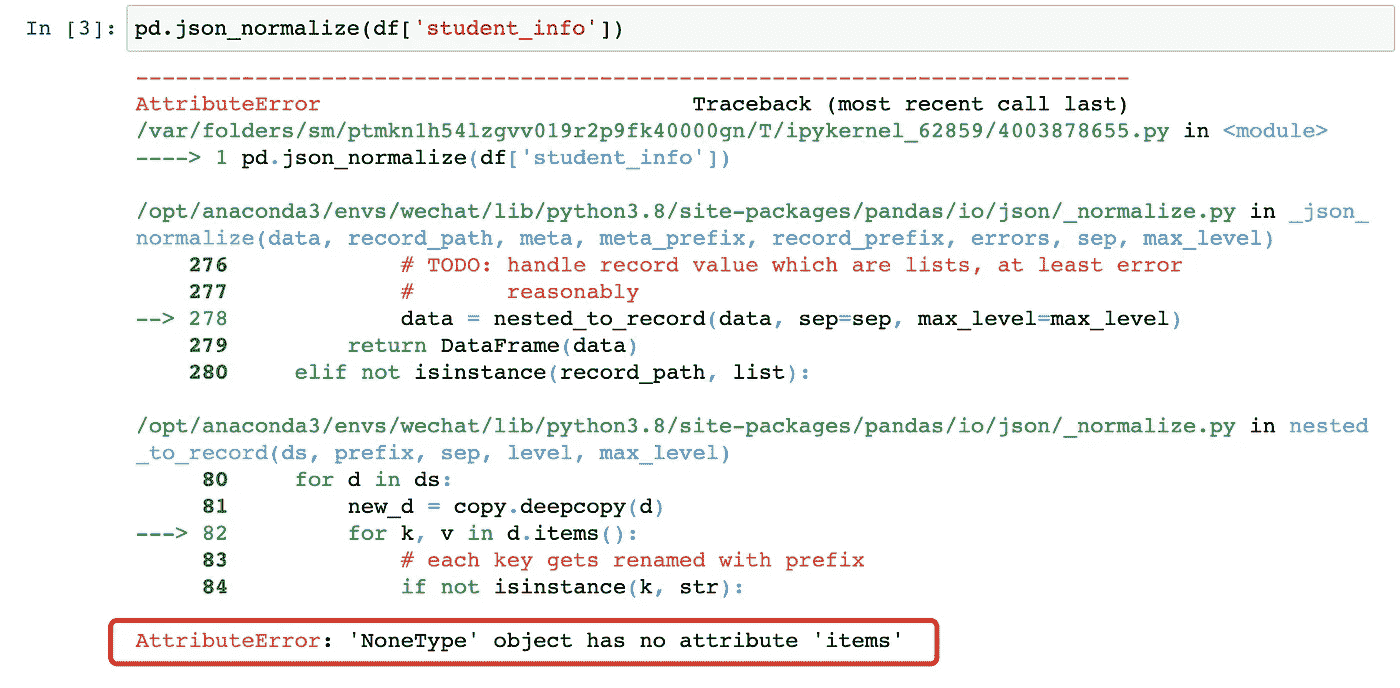 In [3]: pd.json_normalize(df['student_info'])
---------------------------------------------------------------------------
AttributeError                            Traceback (most recent call last)
/var/folders/sm/ptmkn1h54lzgvv019r2p9fk40000gn/T/ipykernel_62859/4003878655.py in <module>
----> 1 pd.json_normalize(df['student_info'])
/opt/anaconda3/envs/wechat/lib/python3.8/site-packages/pandas/io/json/_normalize.py in _json_
normalize(data, record_path, meta, meta_prefix, record_prefix, errors, sep, max_level)
    276             # TODO: handle record value which are lists, at least error
    277             #       reasonably
--> 278             data = nested_to_record(data, sep=sep, max_level=max_level)
    279         return DataFrame(data)
    280     elif not isinstance(record_path, list):
/opt/anaconda3/envs/wechat/lib/python3.8/site-packages/pandas/io/json/_normalize.py in nested
_to_record(ds, prefix, sep, level, max_level)
     80     for d in ds:
     81         new_d = copy.deepcopy(d)
---> 82         for k, v in d.items():
     83             # each key gets renamed with prefix
     84             if not isinstance(k, str):
AttributeError: 'NoneType' object has no attribute 'items'